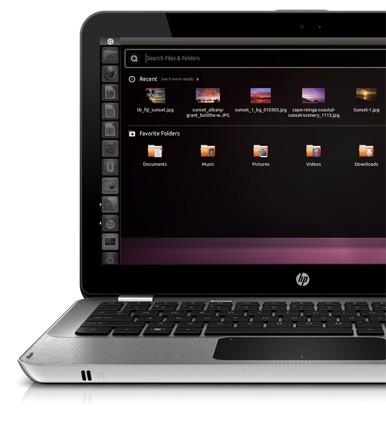 Search Files & Folders
Recent See 9 more results
tb_fiji_sunset.jpg sunset_albany- sunset_1_bg_010303.jpg cape-reinga-coastal- Sunset-1.jpg
grant_bolitho-w.JPG sunset-scenery_1113.jpg
Favorite Folders
Documents Music Pictures Videos Downloads
hp